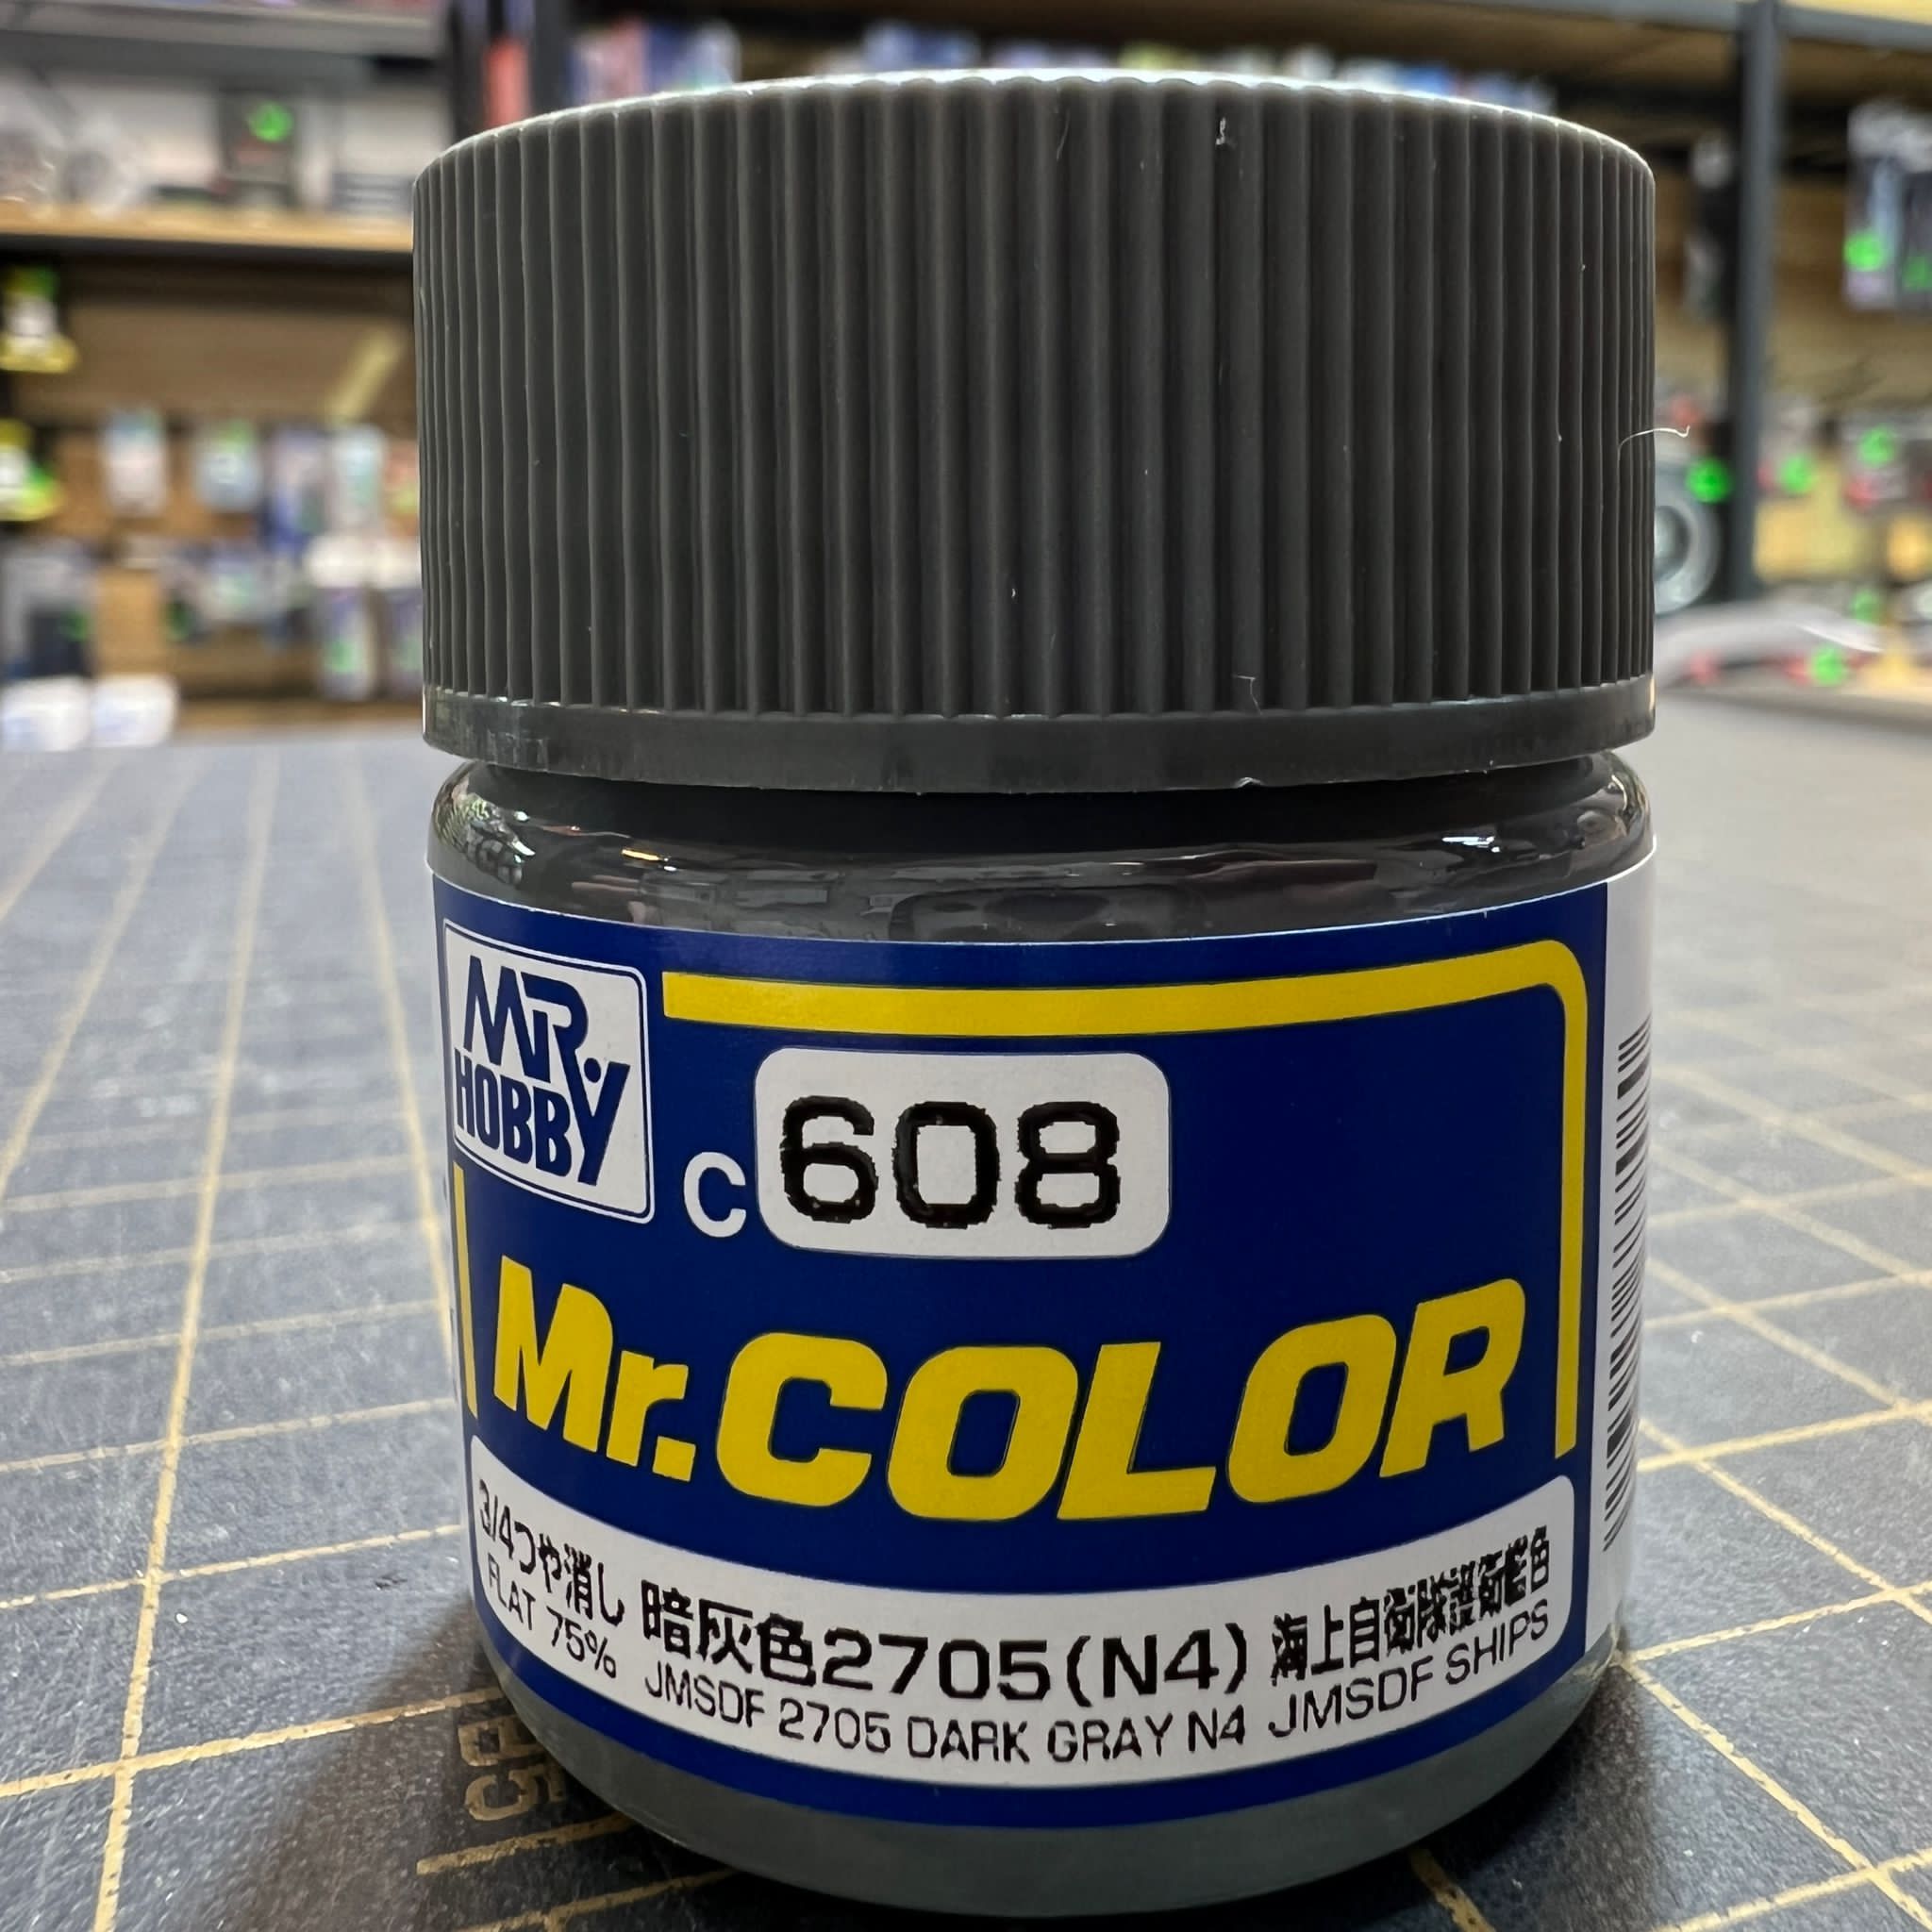 MR.
HOBBY
C 608
Mr.COLOR
3/4つや消し 暗灰色2705(N4) 海上自衛隊護衛艦色
FLAT 75% JMSDF 2705 DARK GRAY N4 JMSDF SHIPS